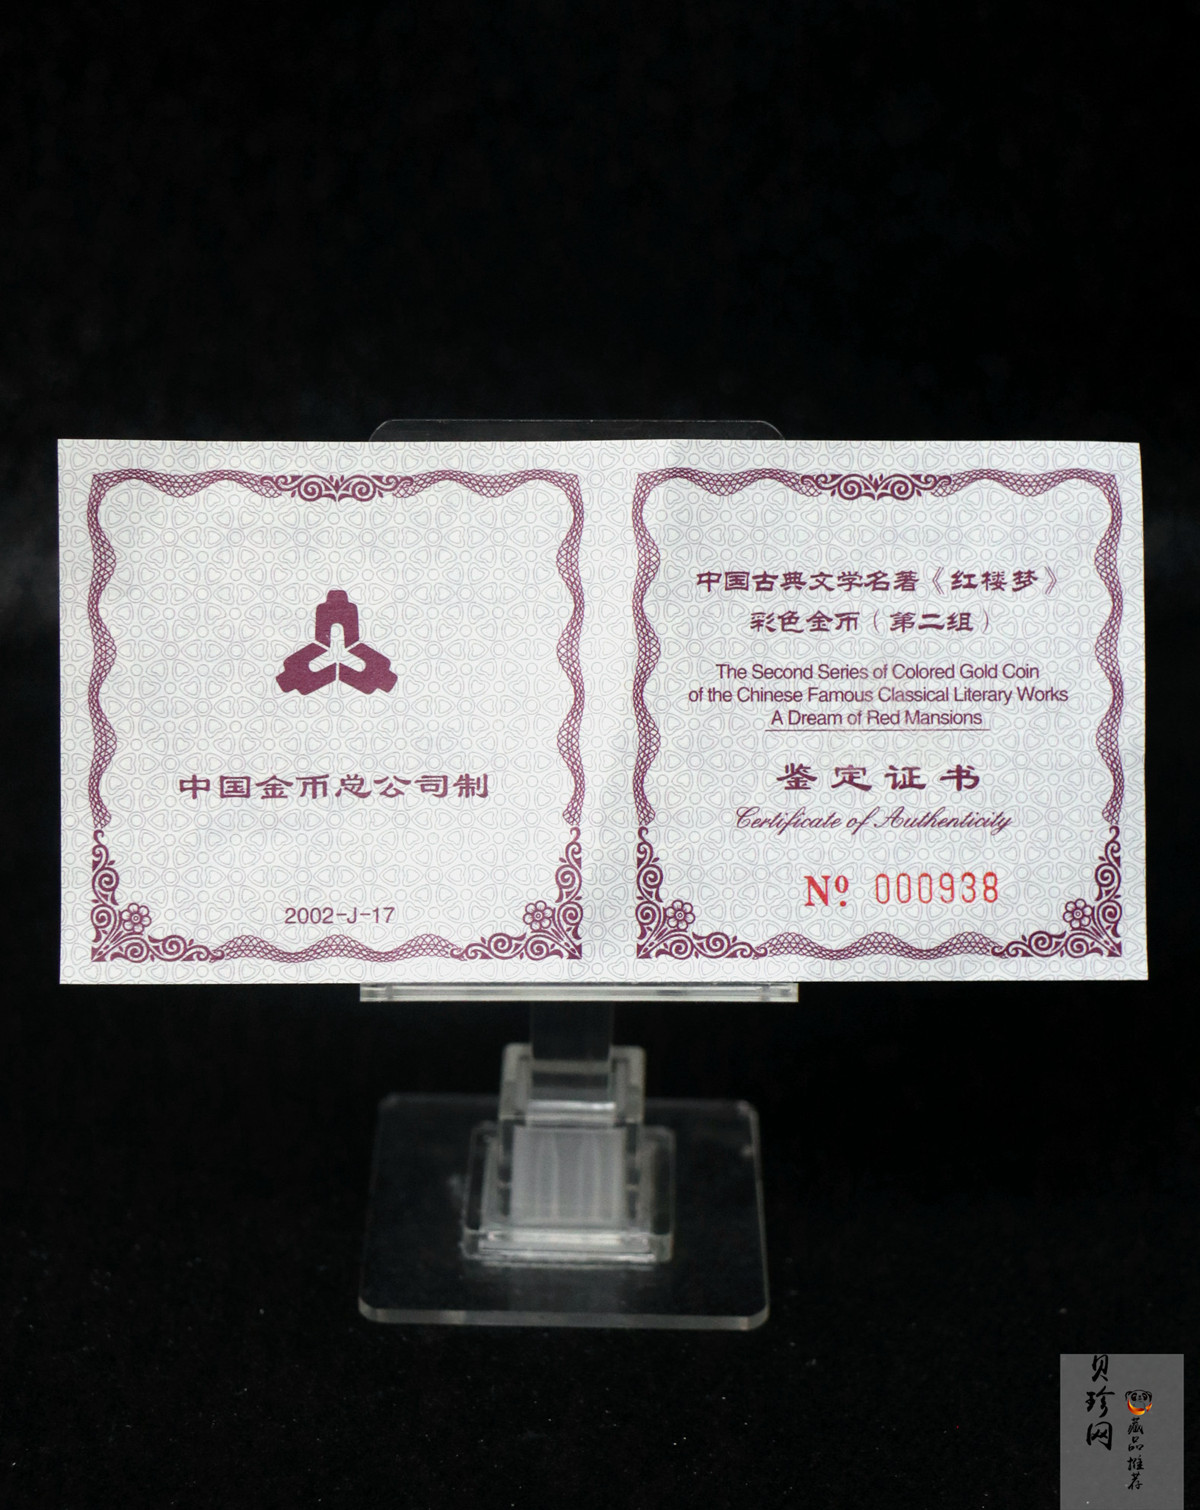 中国金币总公司制
2002-J-17
中国古典文学名著《红楼梦》
彩色金币（第二组）
The Second Series of Colored Gold Coin
of the Chinese Famous Classical Literary Works
A Dream of Red Mansions
鉴定证书
Certificate of Authenticity
Nº. 000938
贝珍网
藏品推荐